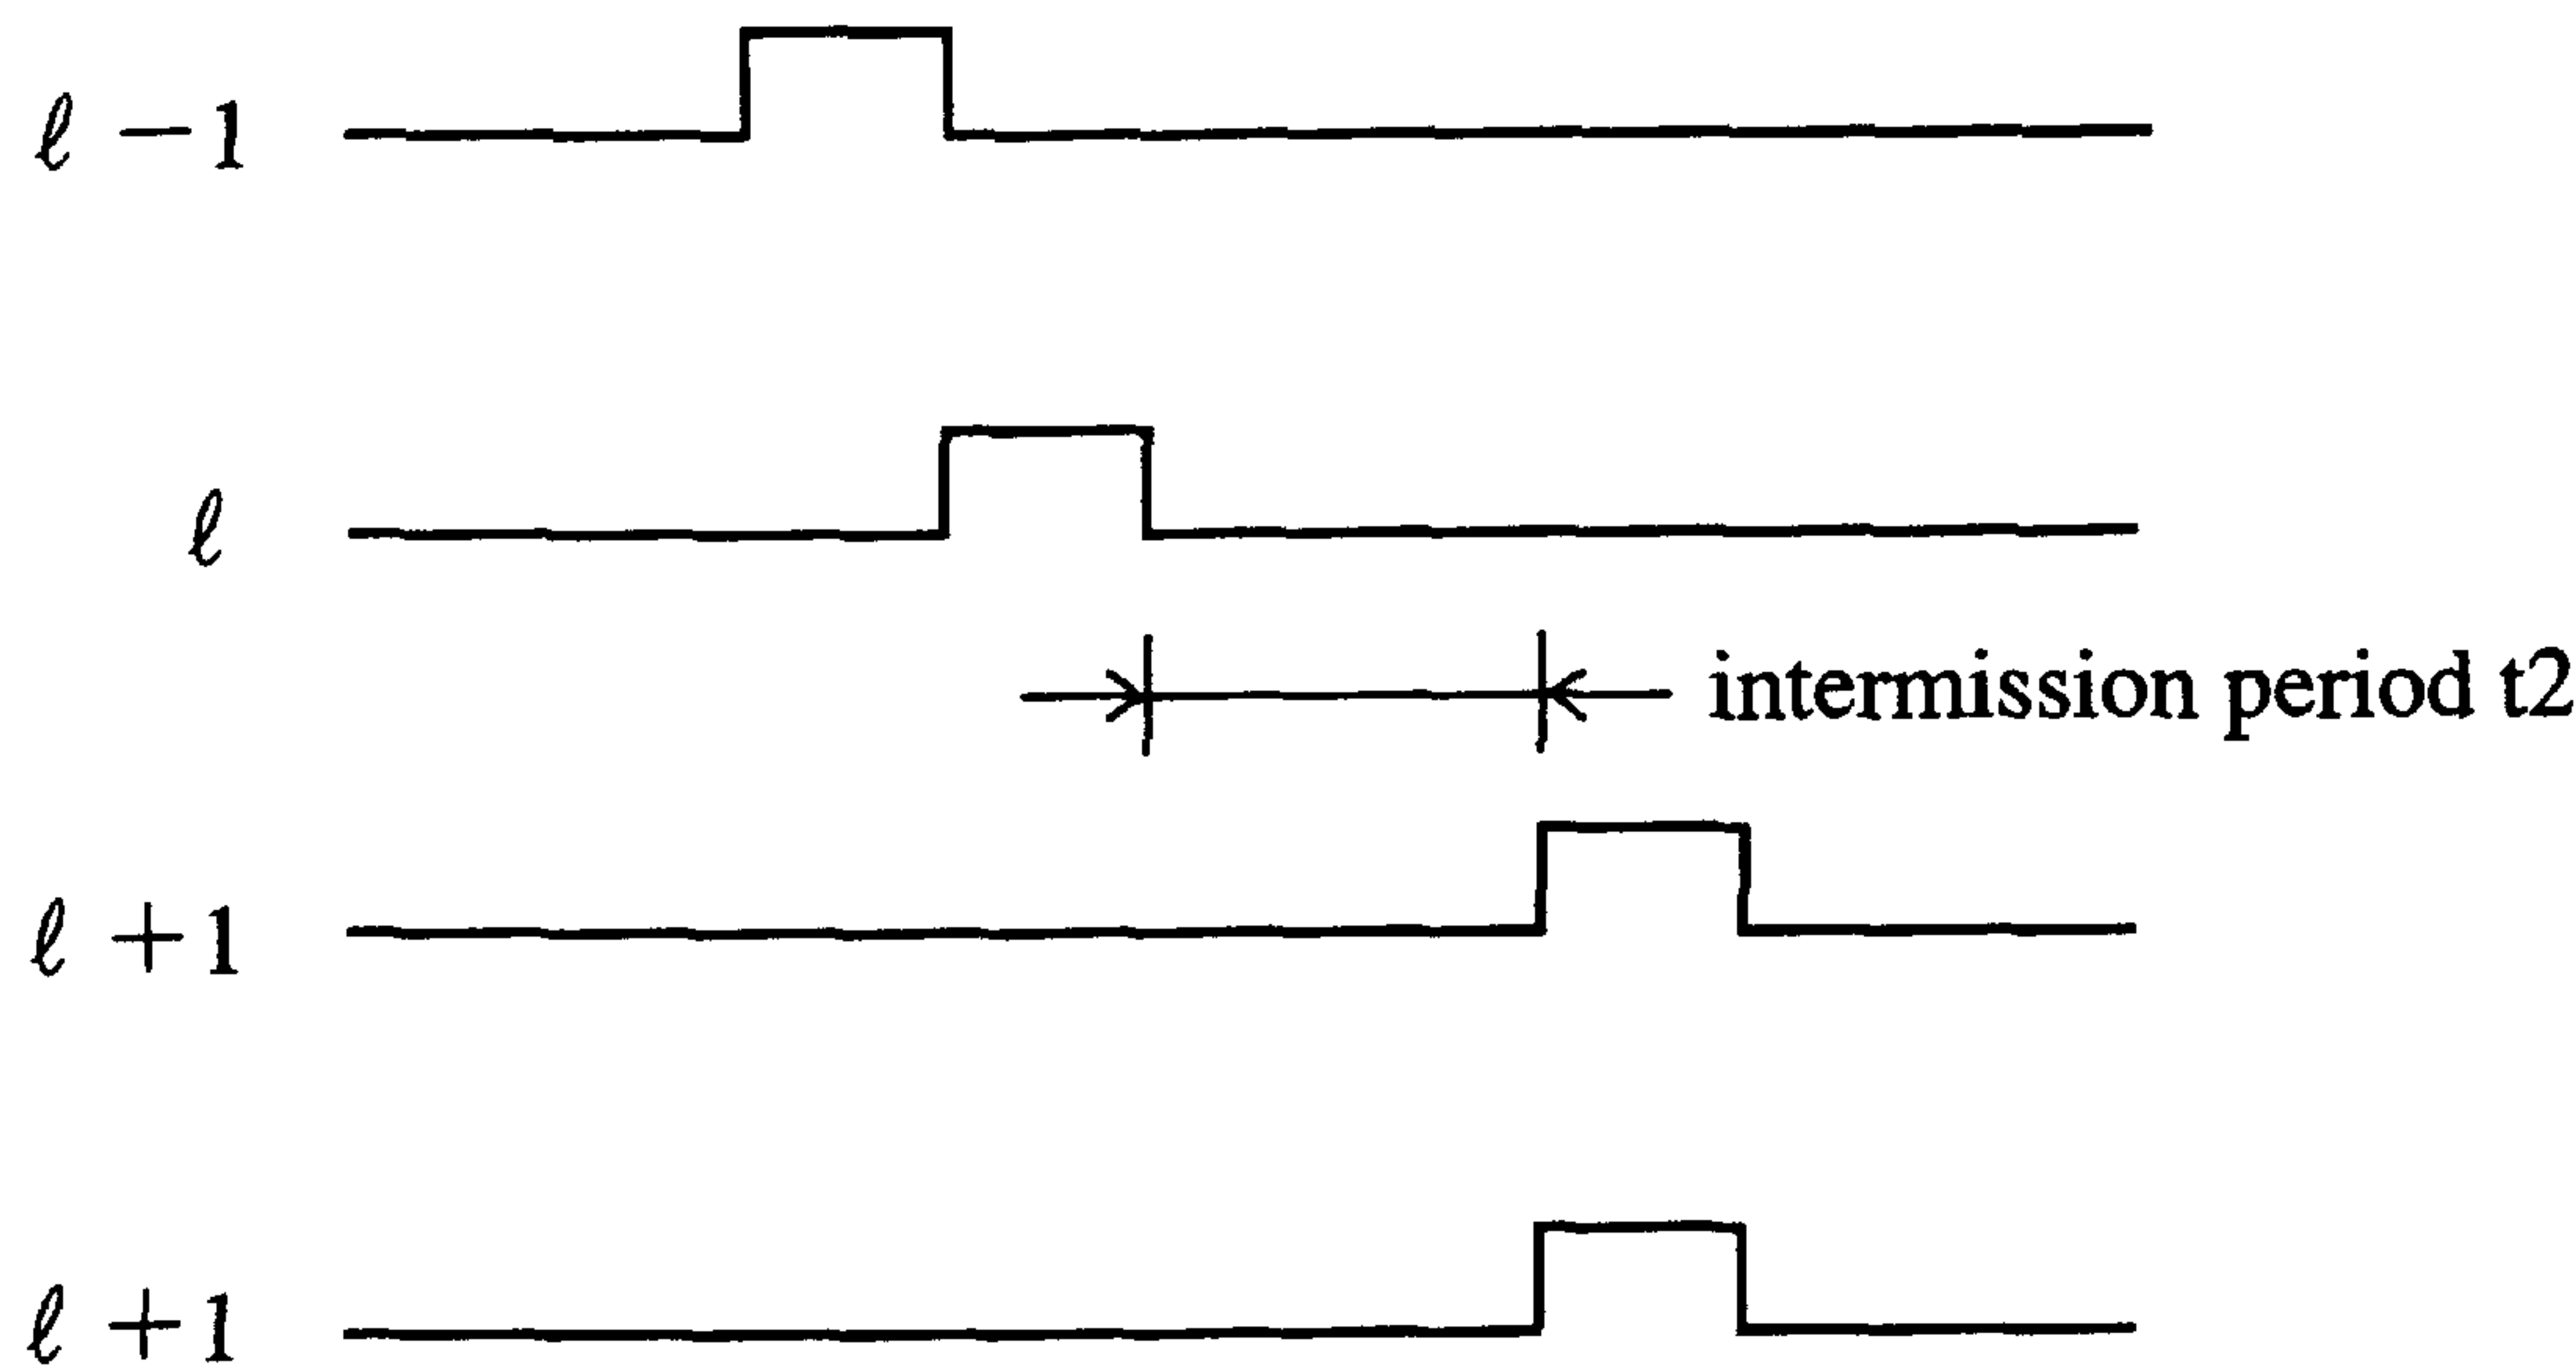 ℓ −1
ℓ
intermission period t2
ℓ +1
ℓ +1